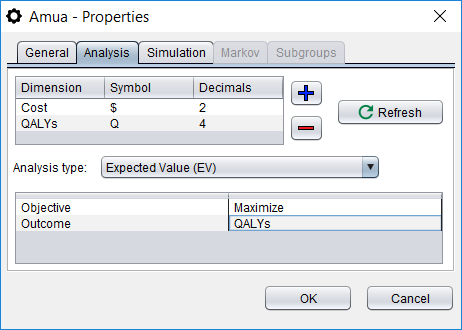 Amua - Properties
General Analysis Simulation Markov Subgroups
Dimension Symbol Decimals
Cost $ 2
QALYs Q 4
Refresh
Analysis type: Expected Value (EV)
Objective Maximize
Outcome QALYs
OK Cancel